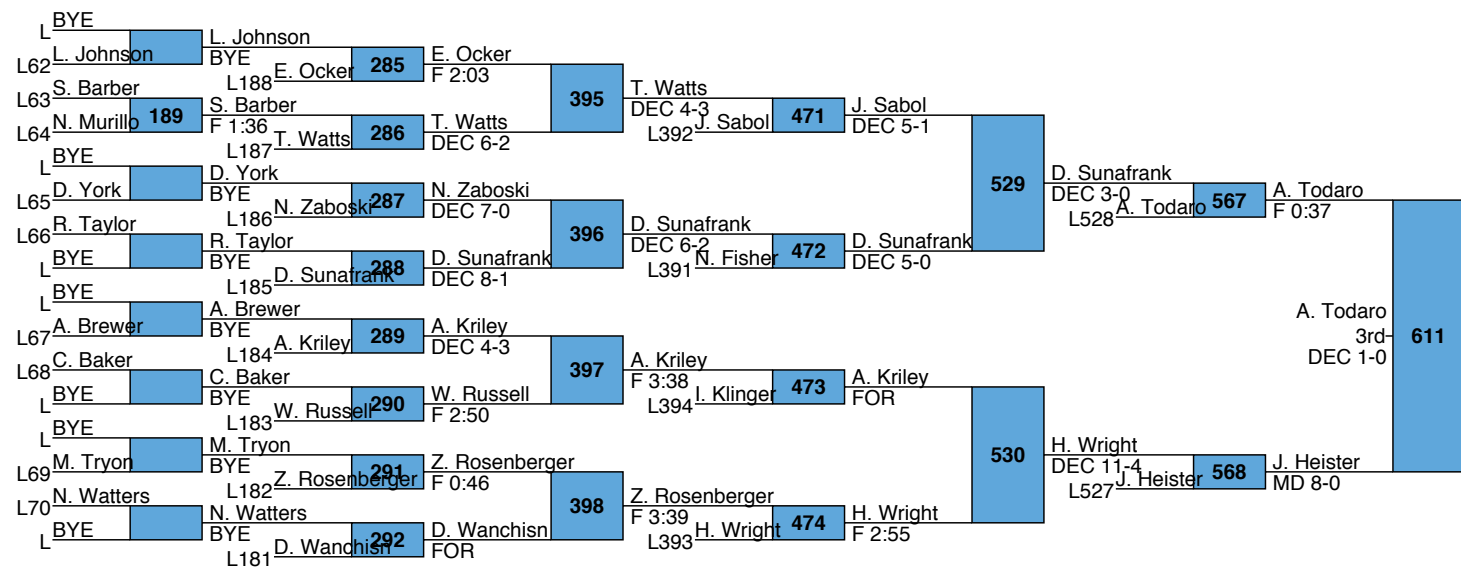 BYE
L
L. Johnson
L62
S. Barber
L63
189
N. Murillo
L64
BYE
L
D. York
L65
R. Taylor
L66
BYE
L
BYE
L
A. Brewer
L67
C. Baker
L68
BYE
L
BYE
L
M. Tryon
L69
N. Watters
L70
BYE
L
L. Johnson
BYE
285
E. Ocker
L188
S. Barber
F 1:36
286
T. Watts
L187
D. York
BYE
287
N. Zaboski
L186
R. Taylor
BYE
288
D. Sunafrank
L185
A. Brewer
BYE
289
A. Kriley
L184
C. Baker
BYE
290
W. Russell
L183
M. Tryon
BYE
291
Z. Rosenberger
L182
N. Watters
BYE
292
D. Wanchisn
L181
E. Ocker
F 2:03
395
T. Watts
DEC 6-2
N. Zaboski
DEC 7-0
396
D. Sunafrank
DEC 8-1
A. Kriley
DEC 4-3
397
W. Russell
F 2:50
Z. Rosenberger
F 0:46
398
D. Wanchisn
FOR
T. Watts
DEC 4-3
471
J. Sabol
L392
D. Sunafrank
DEC 6-2
472
N. Fisher
L391
A. Kriley
F 3:38
473
I. Klinger
L394
Z. Rosenberger
F 3:39
474
H. Wright
L393
J. Sabol
DEC 5-1
529
D. Sunafrank
DEC 5-0
A. Kriley
FOR
530
H. Wright
F 2:55
D. Sunafrank
DEC 3-0
567
A. Todaro
L528
H. Wright
DEC 11-4
568
J. Heister
L527
A. Todaro
F 0:37
611
J. Heister
MD 8-0
A. Todaro
3rd
DEC 1-0